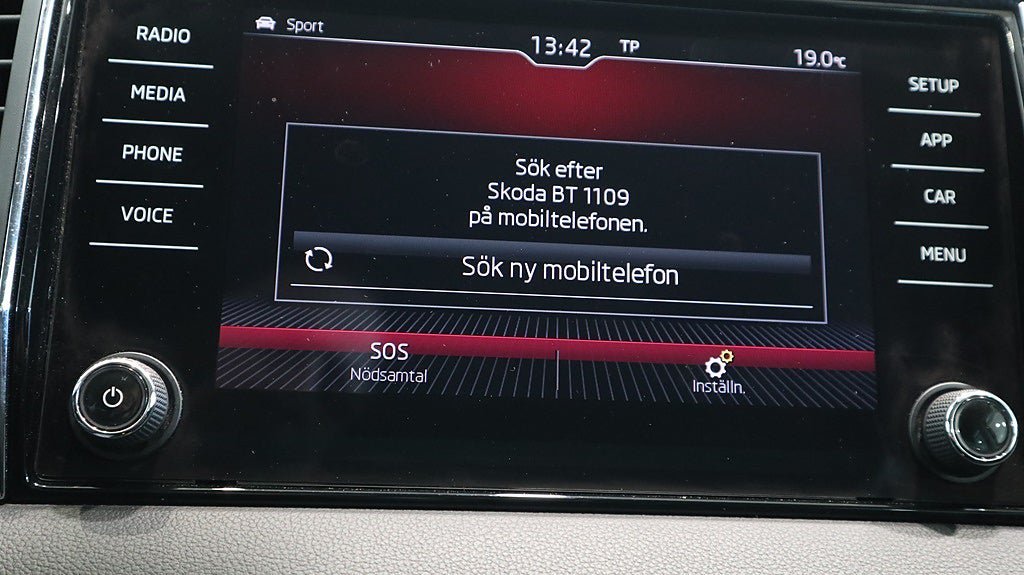 Sport
13:42 TP
19.0°C
RADIO
MEDIA
PHONE
VOICE
Sök efter
Skoda BT 1109
på mobiltelefonen.
Sök ny mobiltelefon
SOS
Nödsamtal
Inställn.
SETUP
APP
CAR
MENU